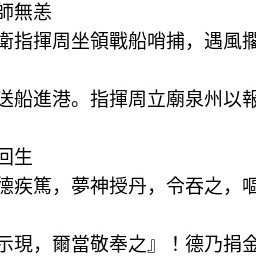 師無恙
衛指揮周坐領戰船哨捕，遇風擱
送船進港。指揮周立廟泉州以報
回生
德疾篤，夢神授丹，令吞之，嘔
示現，爾當敬奉之』！德乃捐金